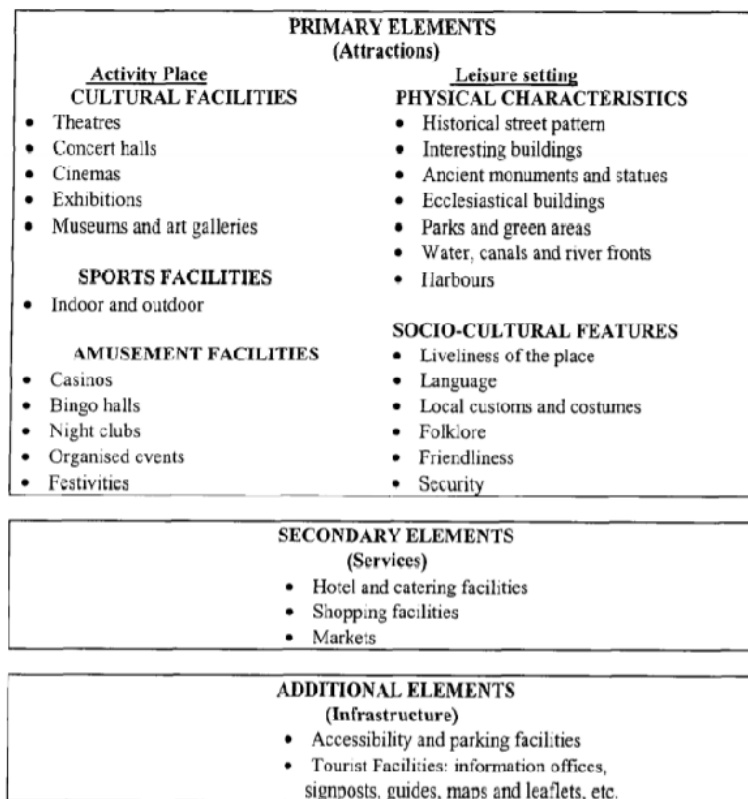 PRIMARY ELEMENTS
(Attractions)
Activity Place
CULTURAL FACILITIES
• Theatres
• Concert halls
• Cinemas
• Exhibitions
• Museums and art galleries
SPORTS FACILITIES
• Indoor and outdoor
AMUSEMENT FACILITIES
• Casinos
• Bingo halls
• Night clubs
• Organised events
• Festivities
Leisure setting
PHYSICAL CHARACTERISTICS
• Historical street pattern
• Interesting buildings
• Ancient monuments and statues
• Ecclesiastical buildings
• Parks and green areas
• Water, canals and river fronts
• Harbours
SOCIO-CULTURAL FEATURES
• Liveliness of the place
• Language
• Local customs and costumes
• Folklore
• Friendliness
• Security
SECONDARY ELEMENTS
(Services)
• Hotel and catering facilities
• Shopping facilities
• Markets
ADDITIONAL ELEMENTS
(Infrastructure)
• Accessibility and parking facilities
• Tourist Facilities: information offices,
signposts, guides, maps and leaflets, etc.